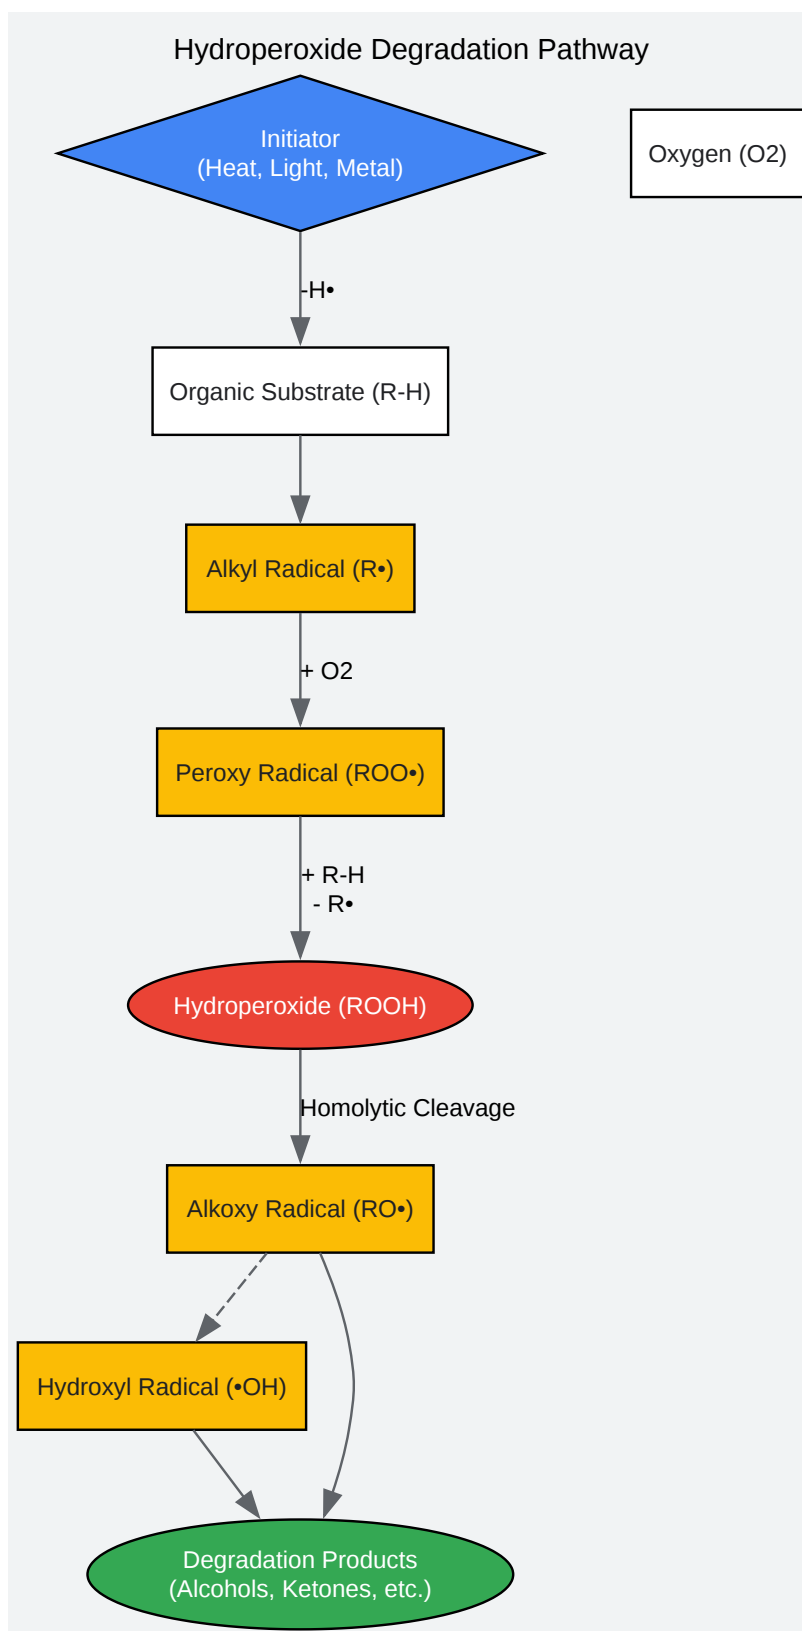 Hydroperoxide Degradation Pathway
Initiator
(Heat, Light, Metal)
Oxygen (O2)
-H•
Organic Substrate (R-H)
Alkyl Radical (R•)
+ O2
Peroxy Radical (ROO•)
+ R-H
- R•
Hydroperoxide (ROOH)
Homolytic Cleavage
Alkoxy Radical (RO•)
Hydroxyl Radical (•OH)
Degradation Products
(Alcohols, Ketones, etc.)